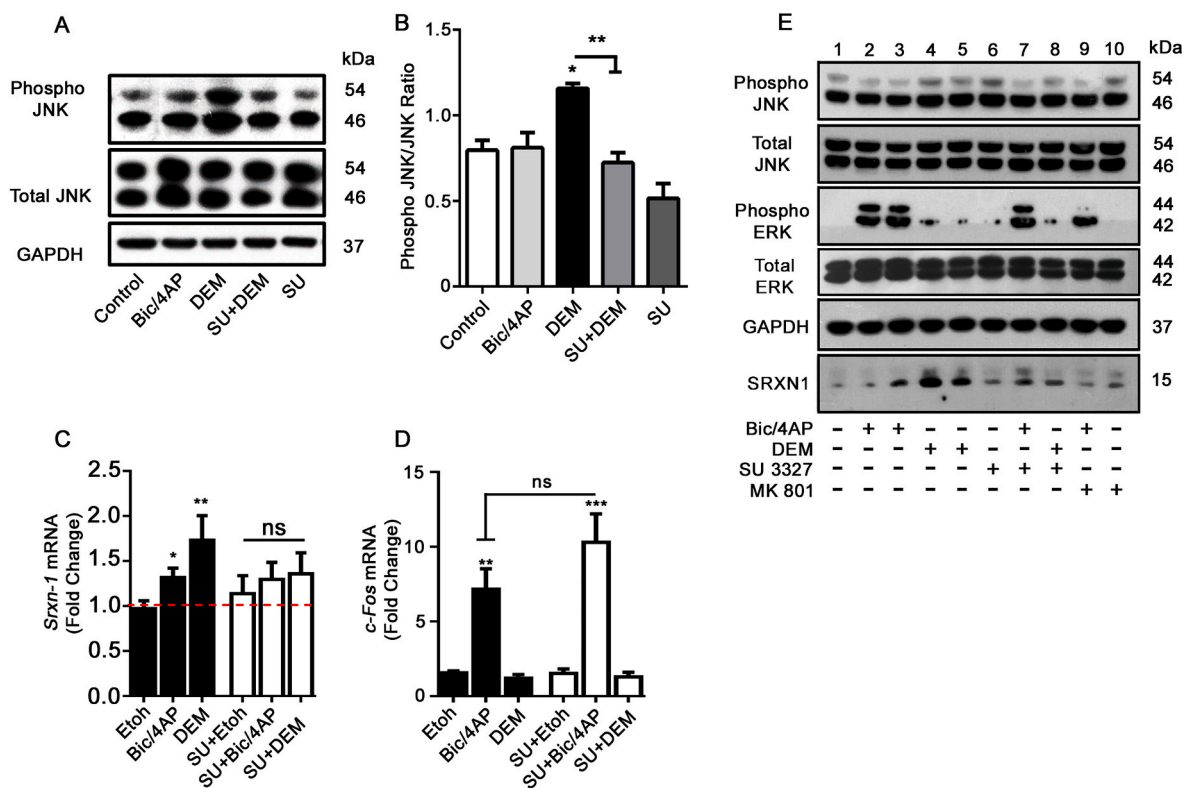 A
kDa
Phospho
JNK
54
46
Total JNK
54
46
GAPDH
37
Control
Bic/4AP
DEM
SU+DEM
SU
B
Phospho JNK/JNK Ratio
1.5
1.0
0.5
0.0
*
**
Control
Bic/4AP
DEM
SU+DEM
SU
C
Srxn-1 mRNA
(Fold Change)
2.5
2.0
1.5
1.0
0.5
0.0
*
**
ns
Etoh
Bic/4AP
DEM
SU+Etoh
SU+Bic/4AP
SU+DEM
D
c-Fos mRNA
(Fold Change)
15
10
5
0
ns
**
***
Etoh
Bic/4AP
DEM
SU+Etoh
SU+Bic/4AP
SU+DEM
E
1 2 3 4 5 6 7 8 9 10 kDa
Phospho
JNK
54
46
Total
JNK
54
46
Phospho
ERK
44
42
Total
ERK
44
42
GAPDH
37
SRXN1
15
Bic/4AP - + + - - - + - + -
DEM - - - + + - - + - -
SU 3327 - - - - - + + + - -
MK 801 - - - - - - - - + +